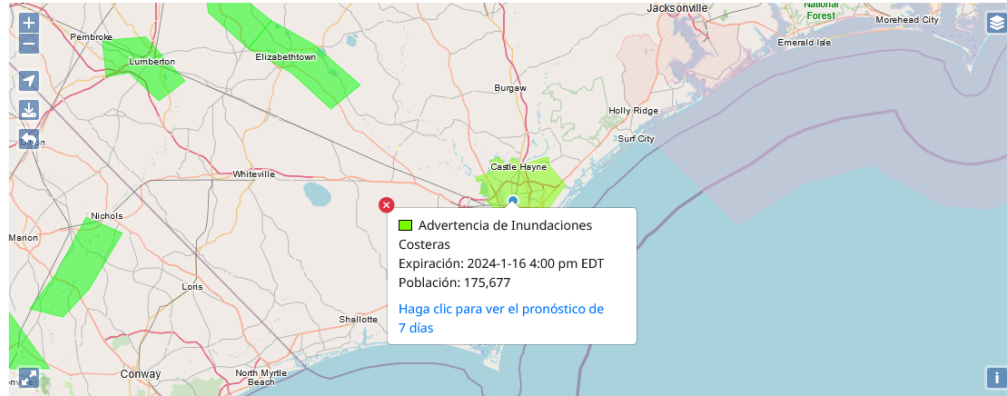 Jacksonville
National
Forest
Morehead City
Pembroke
Emerald Isle
Lumberton
Elizabethtown
Burgaw
Holly Ridge
Surf City
Castle Hayne
Whiteville
Nichols
Marion
Loris
Shallotte
Conway
North Myrtle
Beach
Advertencia de Inundaciones
Costeras
Expiración: 2024-1-16 4:00 pm EDT
Población: 175,677
Haga clic para ver el pronóstico de
7 días
i